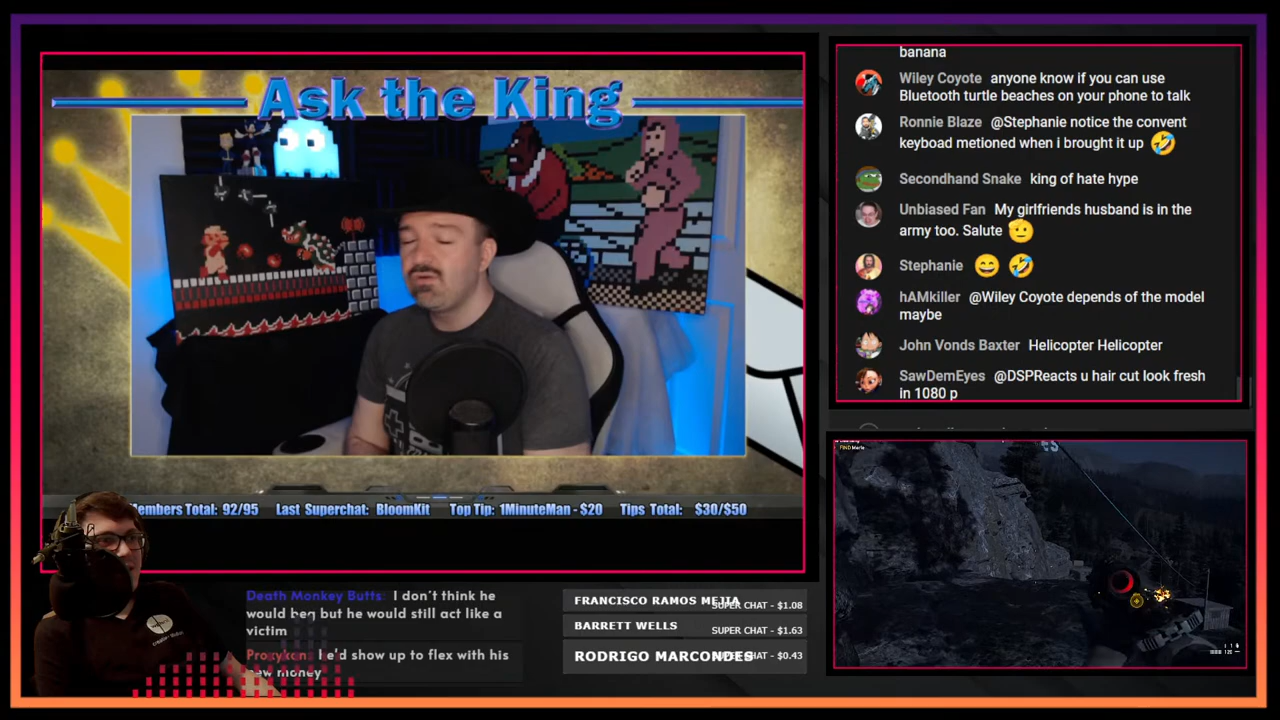 Ask the King
Members Total: 92/95 Last Superchat: BloomKit Top Tip: 1MinuteMan - $20 Tips Total: $30/$50
banana
Wiley Coyote anyone know if you can use
Bluetooth turtle beaches on your phone to talk
Ronnie Blaze @Stephanie notice the convent
keyboad metioned when i brought it up 🤣
Secondhand Snake king of hate hype
Unbiased Fan My girlfriends husband is in the
army too. Salute 🫡
Stephanie 😄 🤣
hAMkiller @Wiley Coyote depends of the model
maybe
John Vonds Baxter Helicopter Helicopter
SawDemEyes @DSPReacts u hair cut look fresh
in 1080 p
Death Monkey Butts: I don't think he
would beg but he would still act like a
victim
he'd show up to flex with his
new money
FRANCISCO RAMOS MEJIA SUPER CHAT - $1.08
BARRETT WELLS SUPER CHAT - $1.63
RODRIGO MARCONDES SUPER CHAT - $0.43